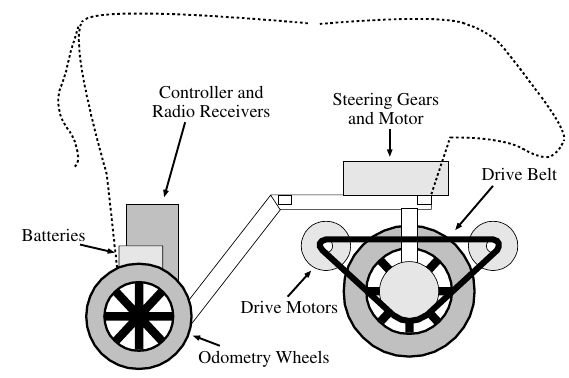 Controller and
Radio Receivers
Steering Gears
and Motor
Drive Belt
Batteries
Drive Motors
Odometry Wheels